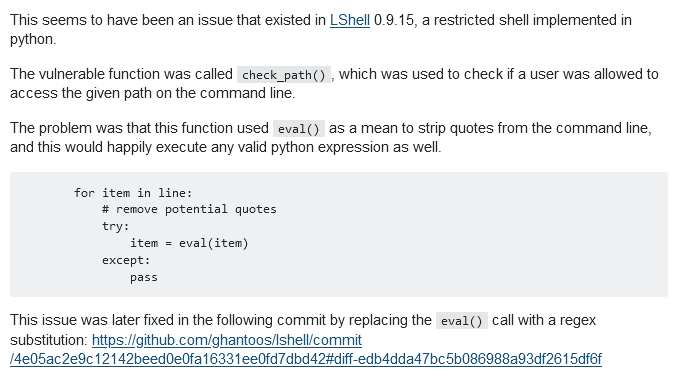 This seems to have been an issue that existed in LShell 0.9.15, a restricted shell implemented in
python.
The vulnerable function was called check_path() , which was used to check if a user was allowed to
access the given path on the command line.
The problem was that this function used eval() as a mean to strip quotes from the command line,
and this would happily execute any valid python expression as well.
for item in line:
# remove potential quotes
try:
item = eval(item)
except:
pass
This issue was later fixed in the following commit by replacing the eval() call with a regex
substitution: https://github.com/ghantoos/lshell/commit
/4e05ac2e9c12142beed0e0fa16331ee0fd7dbd42#diff-edb4dda47bc5b086988a93df2615df6f